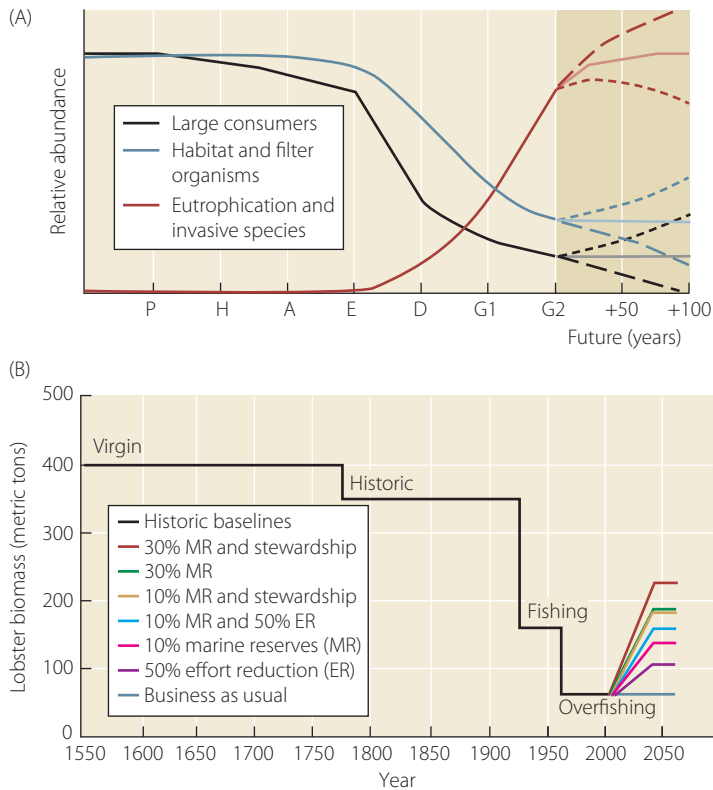 (A)
Relative abundance
Large consumers
Habitat and filter
organisms
Eutrophication and
invasive species
P H A E D G1 G2 +50 +100
Future (years)
(B)
Lobster biomass (metric tons)
500
400
300
200
100
0
Virgin
Historic
Fishing
Overfishing
Historic baselines
30% MR and stewardship
30% MR
10% MR and stewardship
10% MR and 50% ER
10% marine reserves (MR)
50% effort reduction (ER)
Business as usual
1550 1600 1650 1700 1750 1800 1850 1900 1950 2000 2050
Year